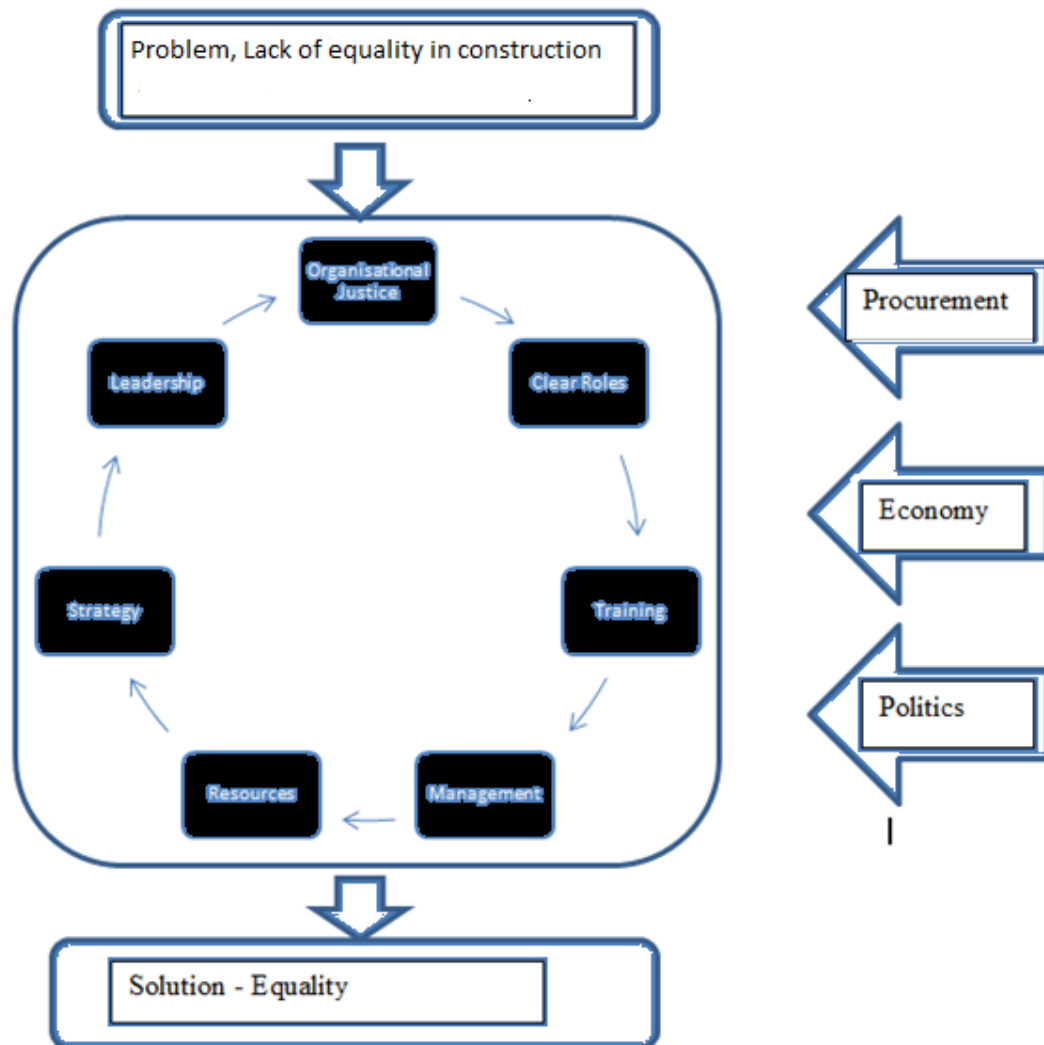 Problem, Lack of equality in construction
Organisational
Justice
Leadership
Clear Roles
Strategy
Training
Resources
Management
Procurement
Economy
Politics
Solution - Equality